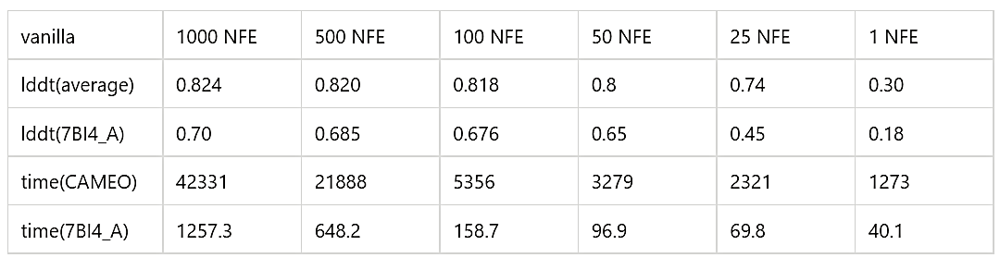 vanilla 1000 NFE 500 NFE 100 NFE 50 NFE 25 NFE 1 NFE
lddt(average) 0.824 0.820 0.818 0.8 0.74 0.30
lddt(7BI4_A) 0.70 0.685 0.676 0.65 0.45 0.18
time(CAMEO) 42331 21888 5356 3279 2321 1273
time(7BI4_A) 1257.3 648.2 158.7 96.9 69.8 40.1